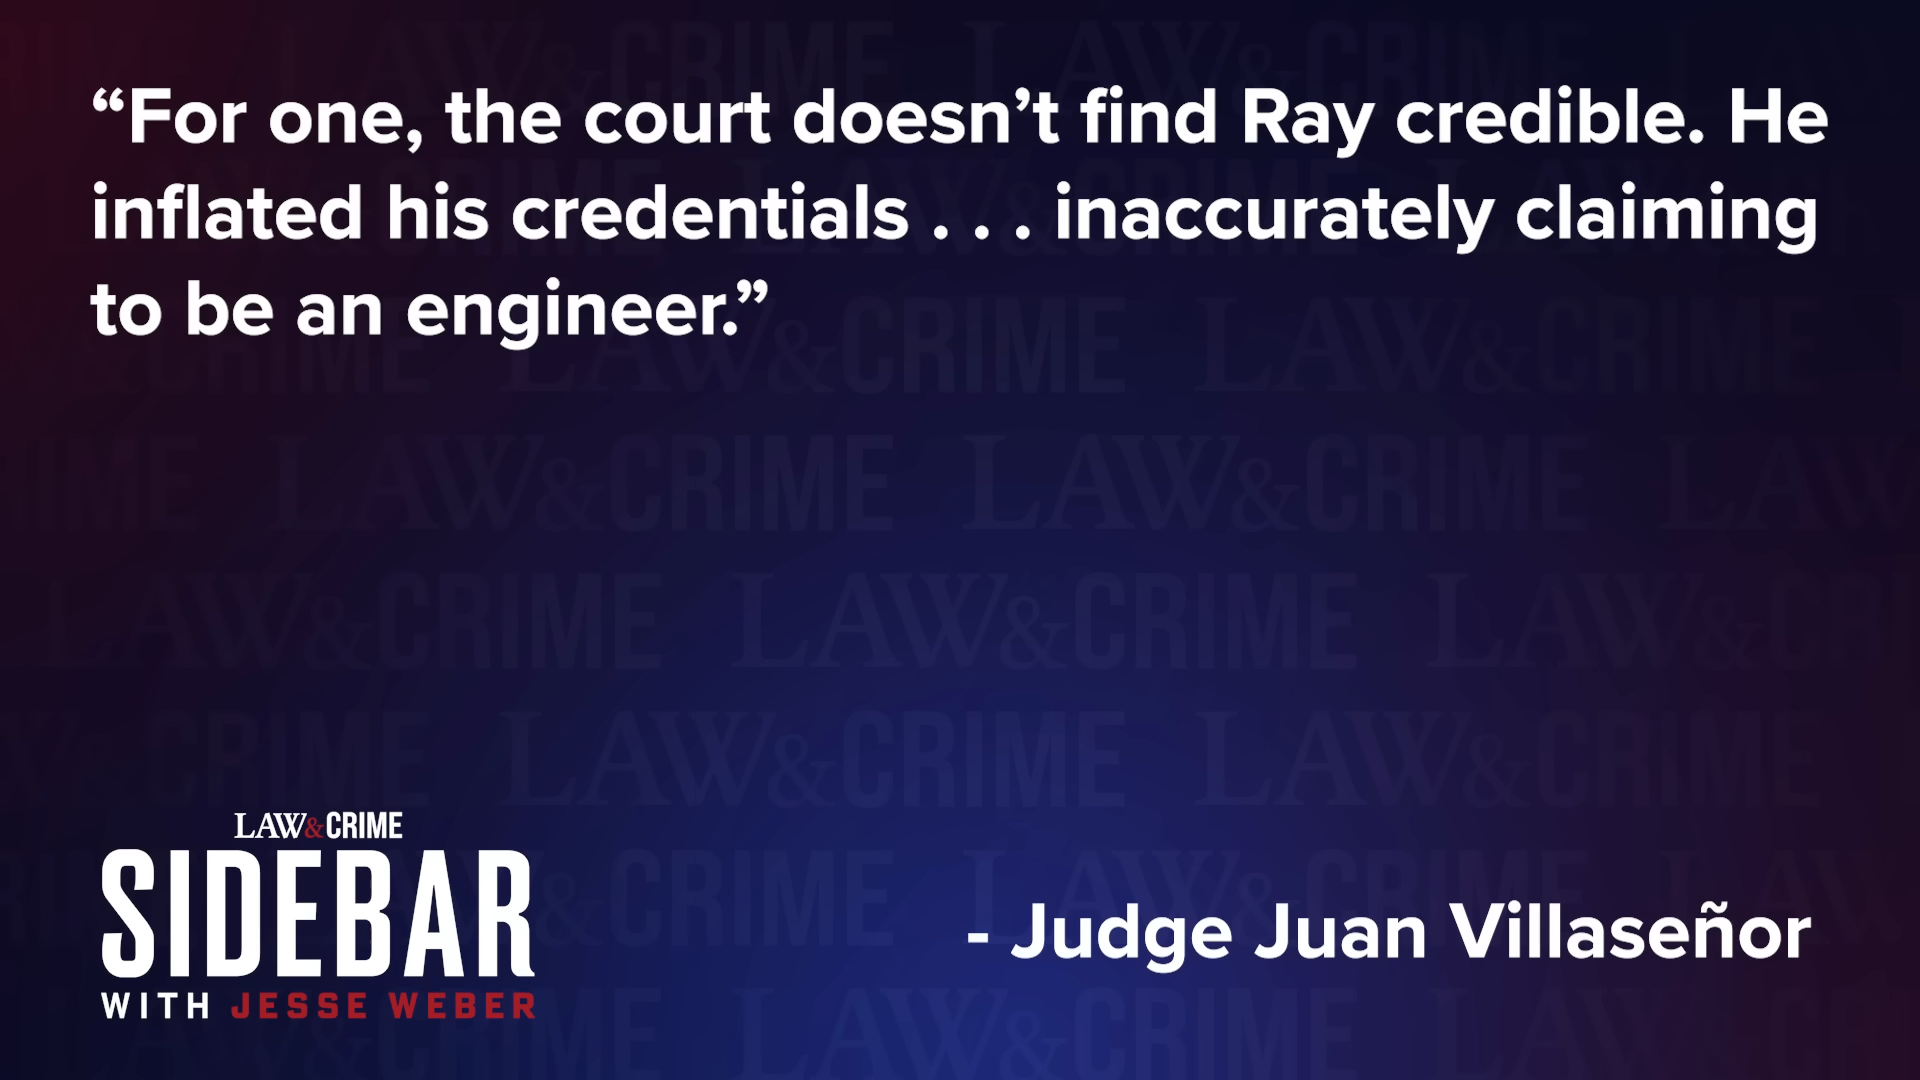 “For one, the court doesn’t find Ray credible. He
inflated his credentials . . . inaccurately claiming
to be an engineer.”
LAW&CRIME
SIDEBAR
WITH JESSE WEBER
- Judge Juan Villaseñor